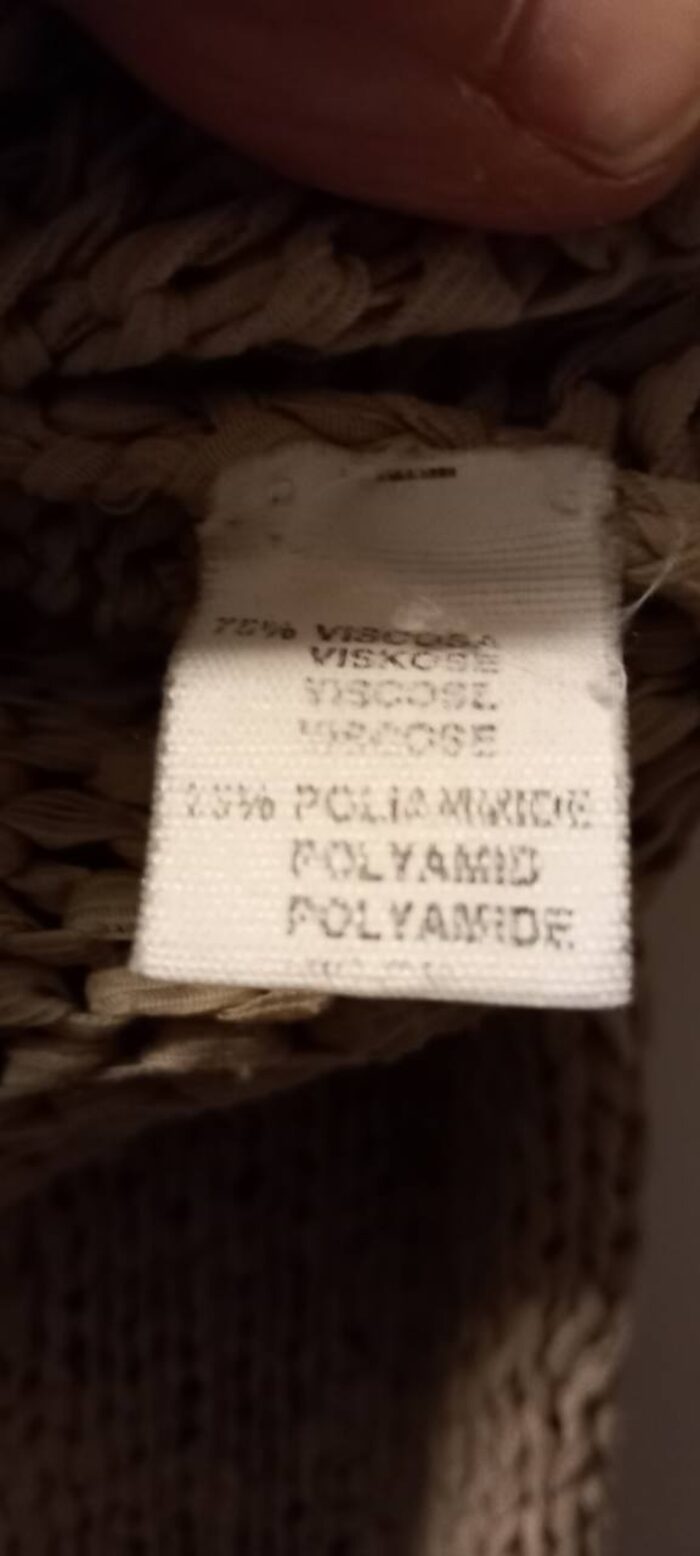 75% VISCOSA
VISKOSE
VISCOSE
VISCOSE
25% POLIAMMIDE
POLYAMID
POLYAMIDE